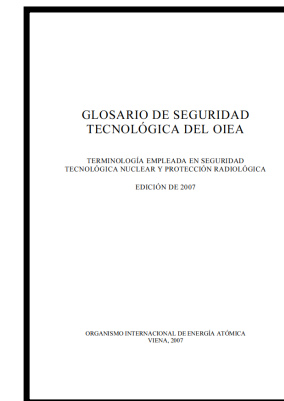 GLOSARIO DE SEGURIDAD
TECNOLÓGICA DEL OIEA
TERMINOLOGÍA EMPLEADA EN SEGURIDAD
TECNOLÓGICA NUCLEAR Y PROTECCIÓN RADIOLÓGICA
EDICIÓN DE 2007
ORGANISMO INTERNACIONAL DE ENERGÍA ATÓMICA
VIENA, 2007